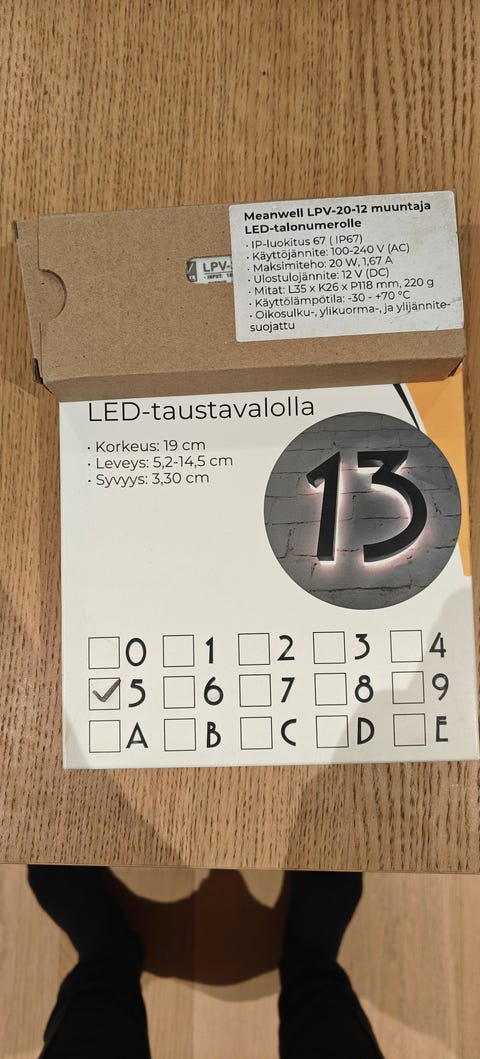 Meanwell LPV-20-12 muuntaja
LED-talonumerolle
· IP-luokitus 67 ( IP67)
· Käyttöjännite: 100-240 V (AC)
· Maksimiteho: 20 W, 1,67 A
· Ulostulojännite: 12 V (DC)
· Mitat: L35 x K26 x P118 mm, 220 g
· Käyttölämpötila: -30 - +70 °C
· Oikosulku-, ylikuorma-, ja ylijännite-
suojattu
LPV-
LED-taustavalolla
· Korkeus: 19 cm
· Leveys: 5,2-14,5 cm
· Syvyys: 3,30 cm
13
0 1 2 3 4
5 6 7 8 9
A B C D E